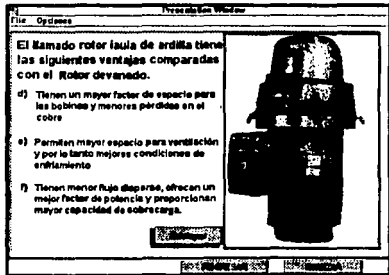 Presentation Window
File Opciones
El llamado rotor jaula de ardilla tiene
las siguientes ventajas comparadas
con el Rotor devanado.
d) Tienen un mayor factor de espacio para
las bobinas y menores pérdidas en el
cobre
e) Permiten mayor espacio para ventilación
y por lo tanto mejores condiciones de
enfriamiento
f) Tienen menor flujo disperso, ofrecen un
mejor factor de potencia y proporcionan
mayor capacidad de sobrecarga.